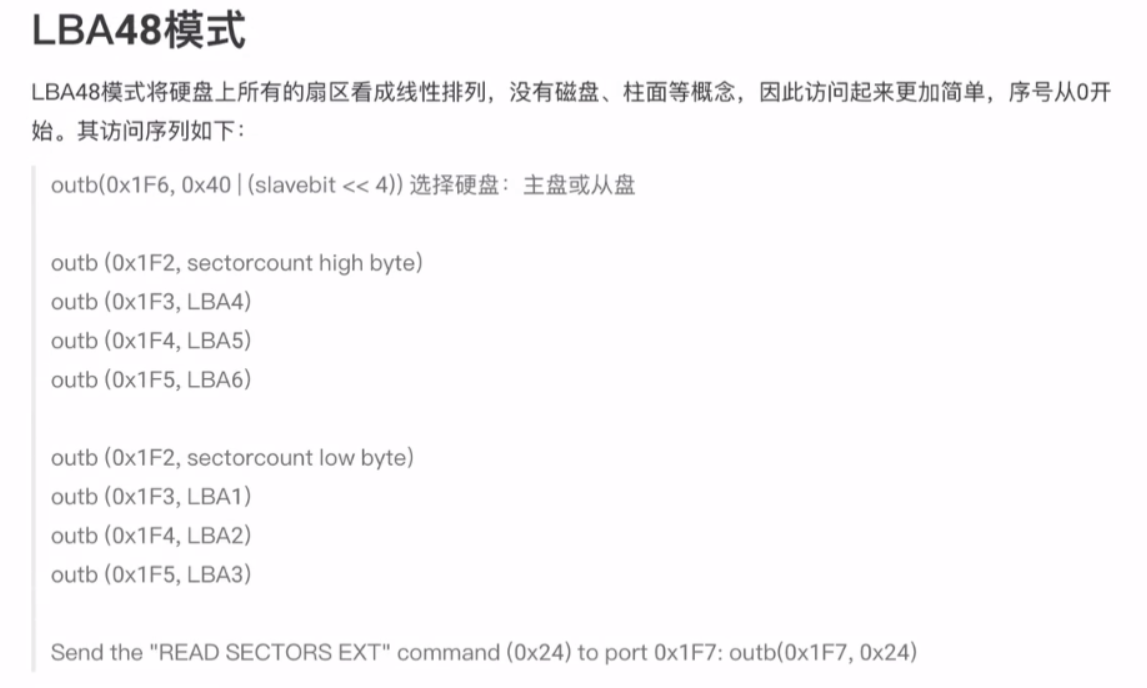 LBA48模式
LBA48模式将硬盘上所有的扇区看成线性排列，没有磁盘、柱面等概念，因此访问起来更加简单，序号从0开
始。其访问序列如下：
outb(0x1F6, 0x40 | (slavebit << 4)) 选择硬盘：主盘或从盘
outb (0x1F2, sectorcount high byte)
outb (0x1F3, LBA4)
outb (0x1F4, LBA5)
outb (0x1F5, LBA6)
outb (0x1F2, sectorcount low byte)
outb (0x1F3, LBA1)
outb (0x1F4, LBA2)
outb (0x1F5, LBA3)
Send the "READ SECTORS EXT" command (0x24) to port 0x1F7: outb(0x1F7, 0x24)